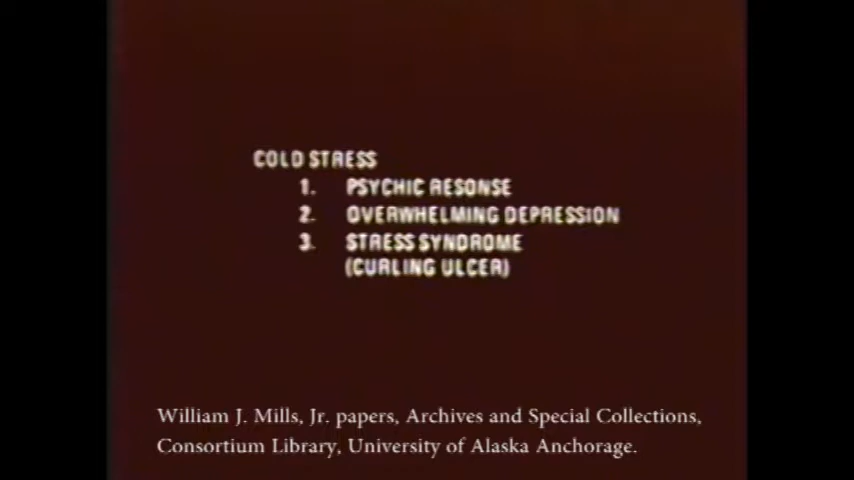 COLD STRESS
1. PSYCHIC RESONSE
2. OVERWHELMING DEPRESSION
3. STRESS SYNDROME
(CURLING ULCER)
William J. Mills, Jr. papers, Archives and Special Collections,
Consortium Library, University of Alaska Anchorage.